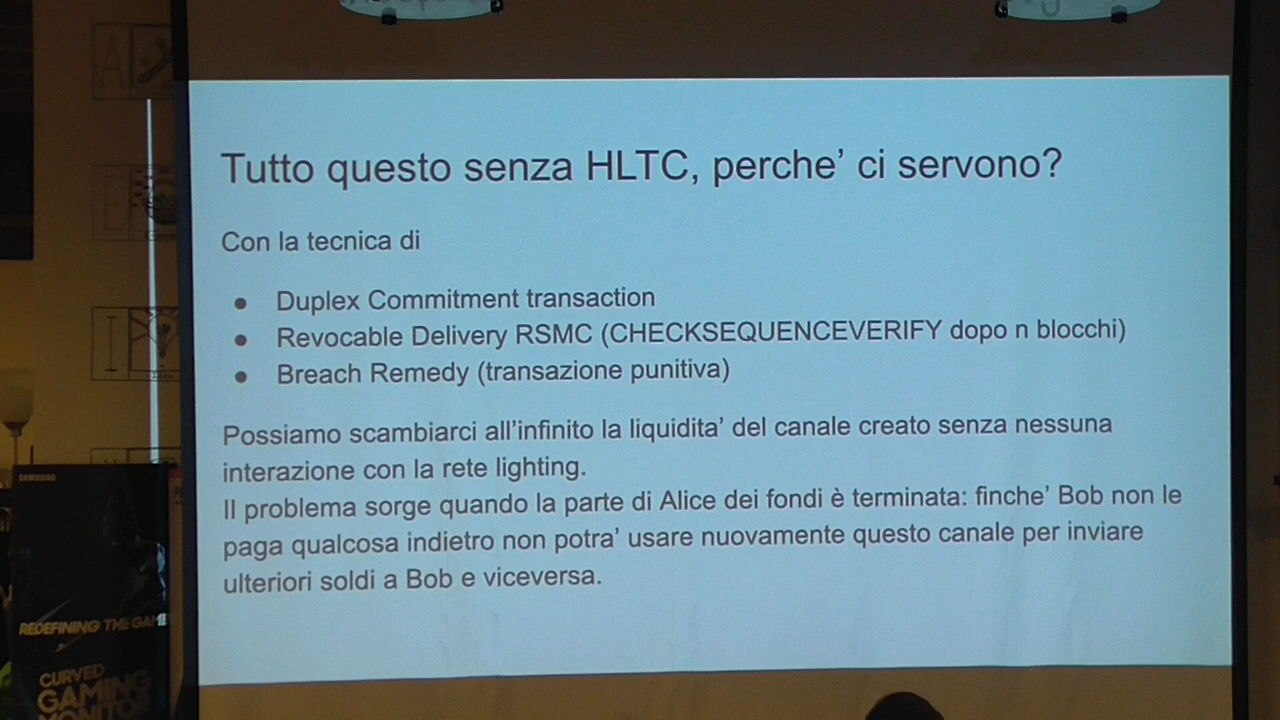 Tutto questo senza HLTC, perche’ ci servono?
Con la tecnica di
● Duplex Commitment transaction
● Revocable Delivery RSMC (CHECKSEQUENCEVERIFY dopo n blocchi)
● Breach Remedy (transazione punitiva)
Possiamo scambiarci all’infinito la liquidita’ del canale creato senza nessuna
interazione con la rete lighting.
Il problema sorge quando la parte di Alice dei fondi è terminata: finche’ Bob non le
paga qualcosa indietro non potra’ usare nuovamente questo canale per inviare
ulteriori soldi a Bob e viceversa.
SAMSUNG
REDEFINING THE GAME
CURVED
GAMING
MONITOR